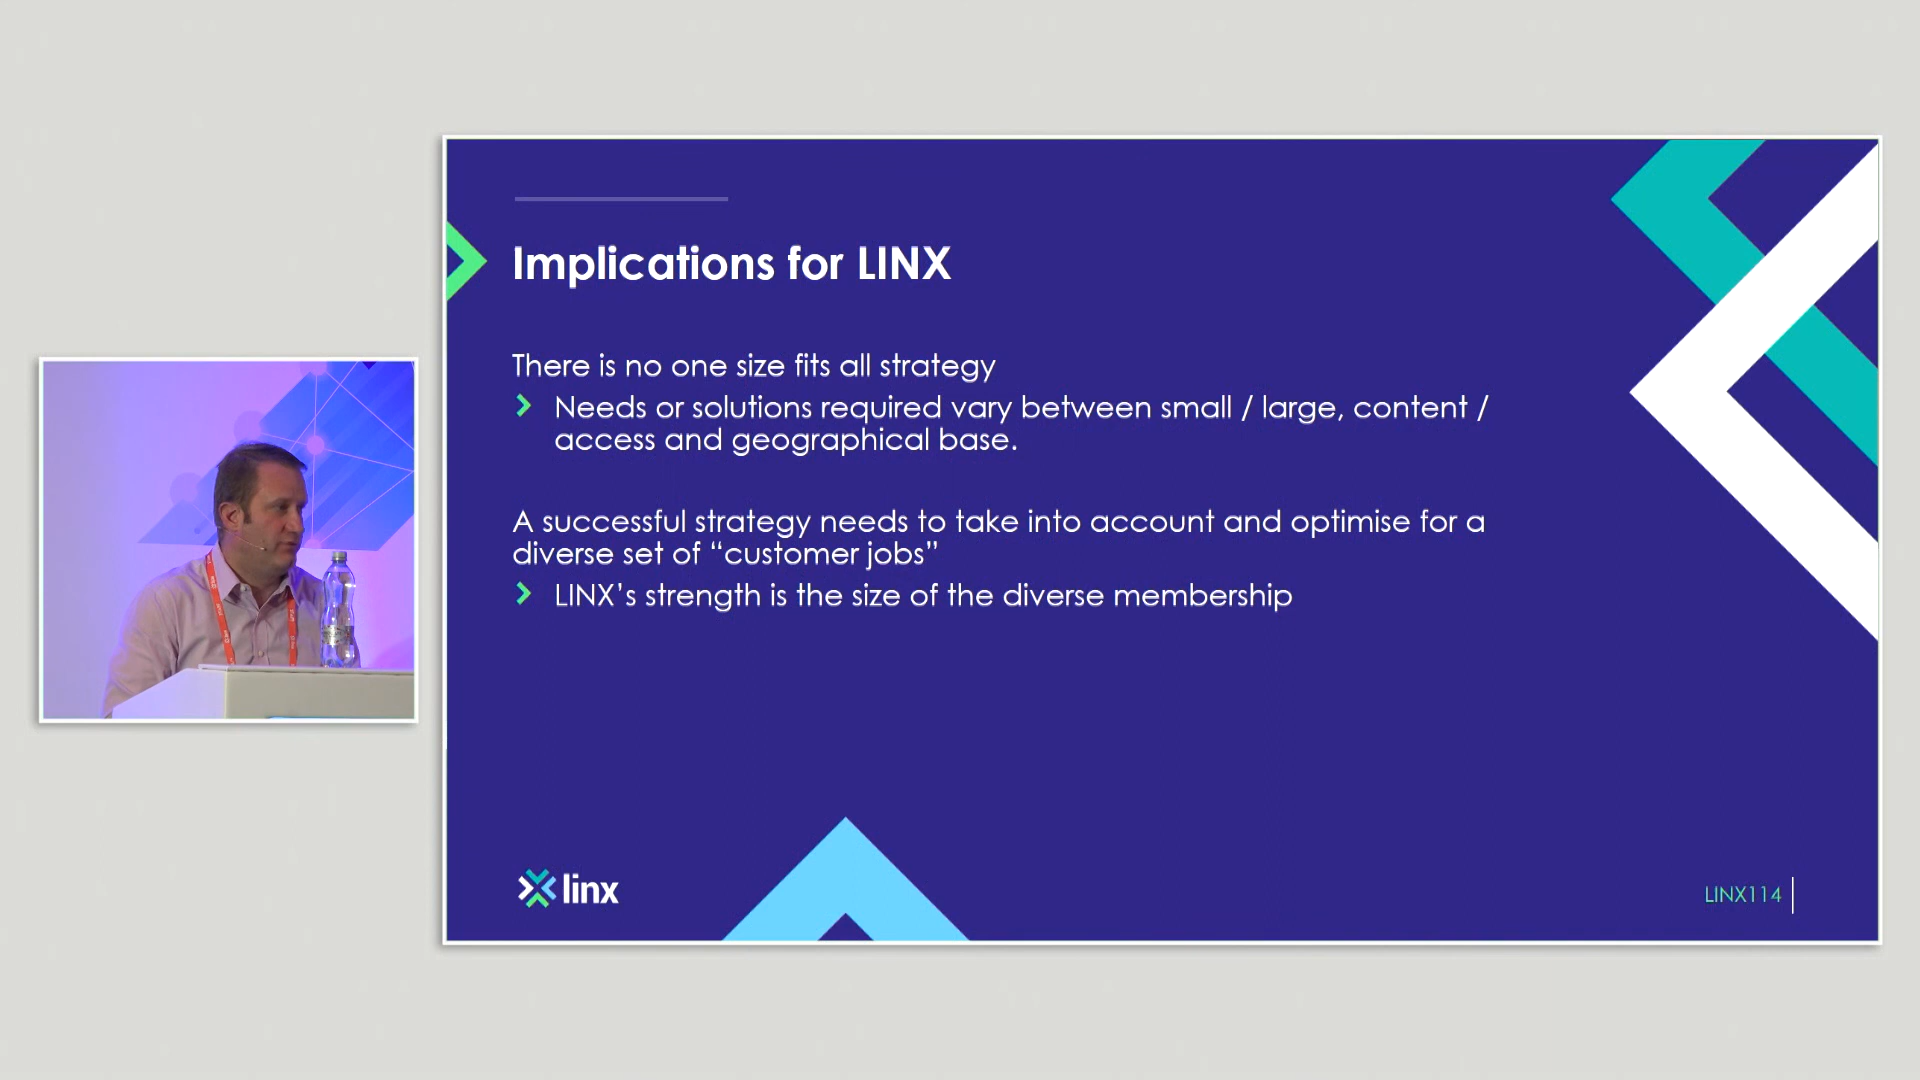 Implications for LINX
There is no one size fits all strategy
Needs or solutions required vary between small / large, content /
access and geographical base.
A successful strategy needs to take into account and optimise for a
diverse set of “customer jobs”
LINX’s strength is the size of the diverse membership
linx
LINX114